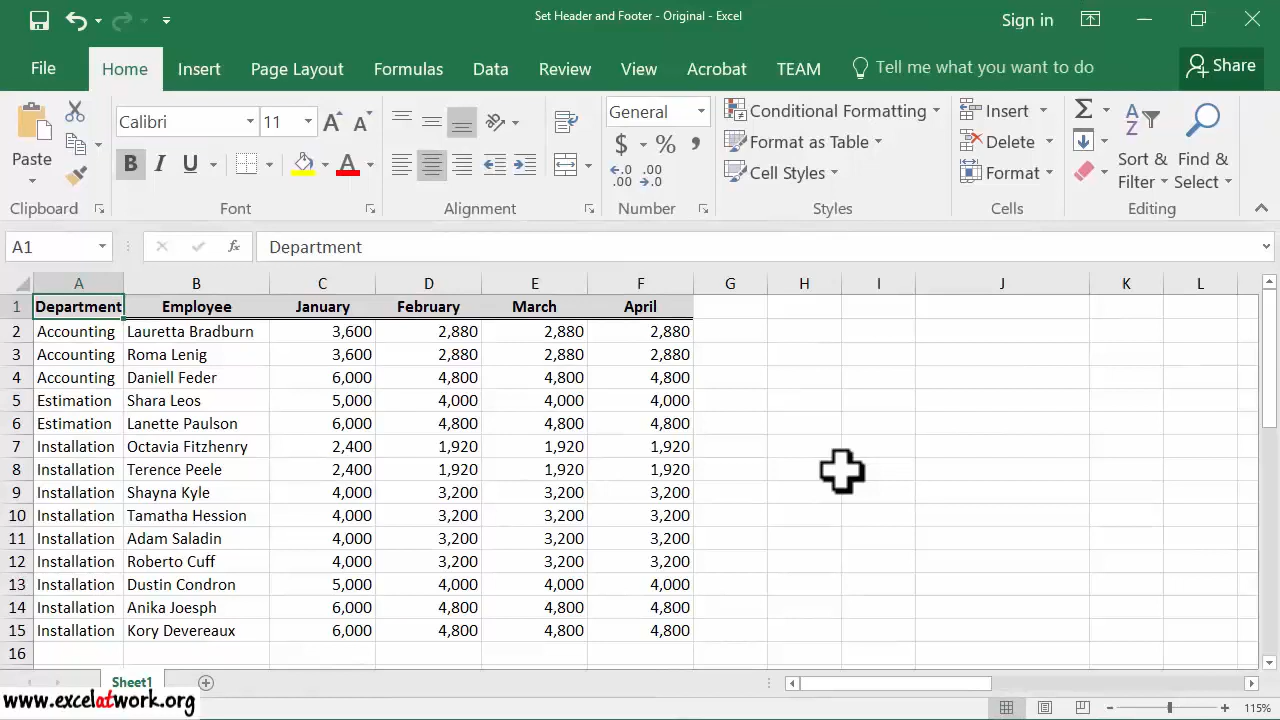 Set Header and Footer - Original - Excel
Sign in
File Home Insert Page Layout Formulas Data Review View Acrobat TEAM Tell me what you want to do Share
Calibri 11 General Conditional Formatting Insert
Format as Table Delete
Paste B I U A $ % , Cell Styles Format Sort & Filter Find & Select
Clipboard Font Alignment Number Styles Cells Editing
A1 fx Department
A B C D E F G H I J K L
1 Department Employee January February March April
2 Accounting Lauretta Bradburn 3,600 2,880 2,880 2,880
3 Accounting Roma Lenig 3,600 2,880 2,880 2,880
4 Accounting Daniell Feder 6,000 4,800 4,800 4,800
5 Estimation Shara Leos 5,000 4,000 4,000 4,000
6 Estimation Lanette Paulson 6,000 4,800 4,800 4,800
7 Installation Octavia Fitzhenry 2,400 1,920 1,920 1,920
8 Installation Terence Peele 2,400 1,920 1,920 1,920
9 Installation Shayna Kyle 4,000 3,200 3,200 3,200
10 Installation Tamatha Hession 4,000 3,200 3,200 3,200
11 Installation Adam Saladin 4,000 3,200 3,200 3,200
12 Installation Roberto Cuff 4,000 3,200 3,200 3,200
13 Installation Dustin Condron 5,000 4,000 4,000 4,000
14 Installation Anika Joesph 6,000 4,800 4,800 4,800
15 Installation Kory Devereaux 6,000 4,800 4,800 4,800
16
Sheet1
www.excelatwork.org
115%